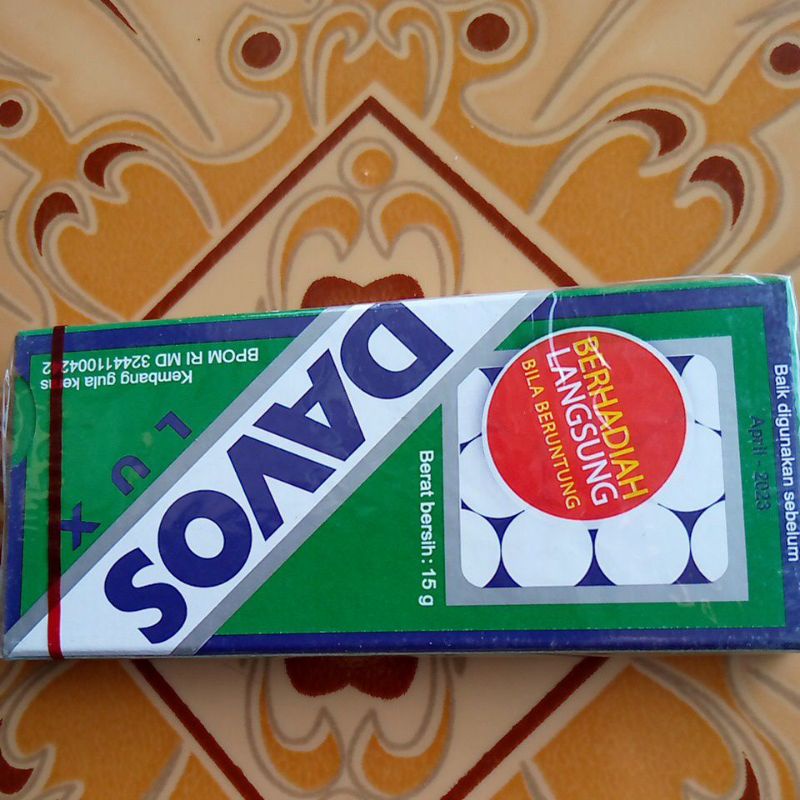 DAVOS
LUX
Kembang gula keras
BPOM RI MD
Berat bersih : 15 g
BERHADIAH
LANGSUNG
BILA BERUNTUNG
Baik digunakan sebelum
April - 2023